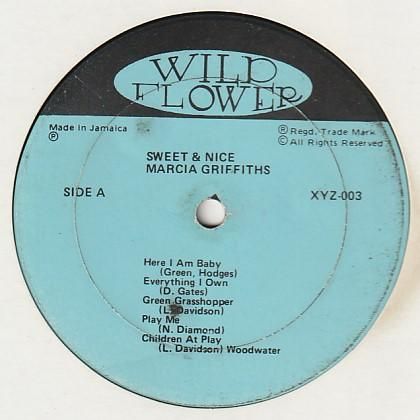 WILD
FLOWER
Made in Jamaica
℗
℗ Regd. Trade Mark
© All Rights Reserved
SWEET & NICE
MARCIA GRIFFITHS
SIDE A
XYZ-003
Here I Am Baby
(Green, Hodges)
Everything I Own
(D. Gates)
Green Grasshopper
(L. Davidson)
Play Me
(N. Diamond)
Children At Play
(L. Davidson) Woodwater